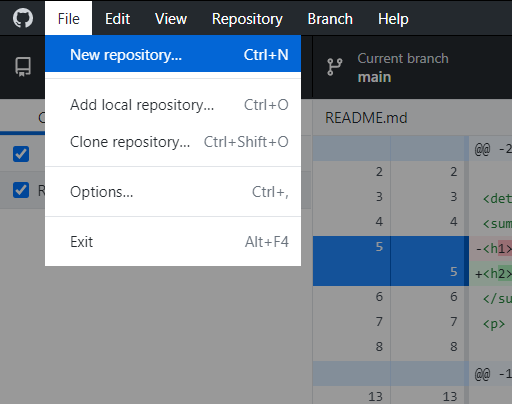 File Edit View Repository Branch Help
New repository... Ctrl+N
Add local repository... Ctrl+O
Clone repository... Ctrl+Shift+O
Options... Ctrl+,
Exit Alt+F4
Current branch
main
README.md
@@ -2
2 2
3 3 <det
4 4 <sum
5 -<h1>
5 +<h2>
6 6 </su
7 7 <p>
8 8
@@ -1
13 13